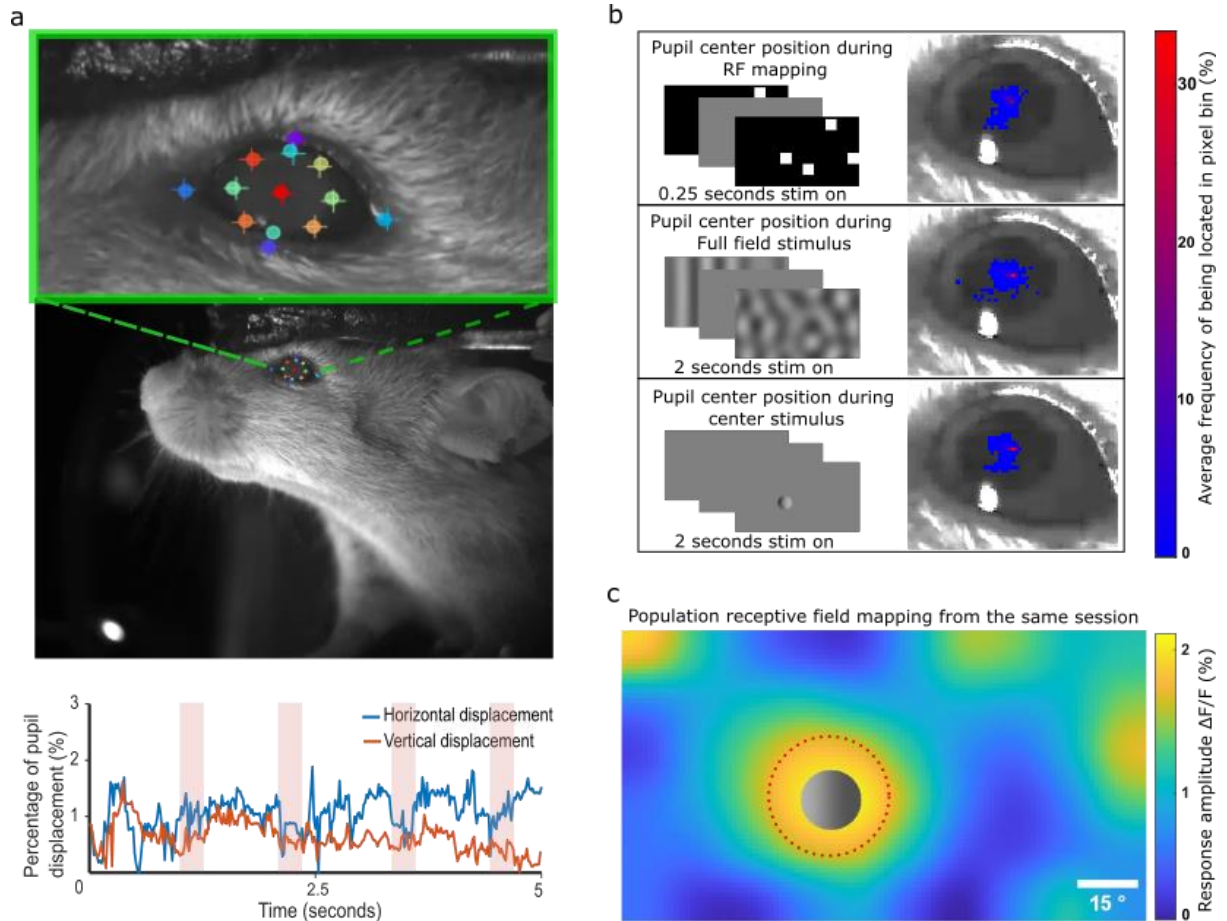 a
3
2
1
0
Percentage of pupil
displacement (%)
Horizontal displacement
Vertical displacement
0
2.5
5
Time (seconds)
b
Pupil center position during
RF mapping
0.25 seconds stim on
Pupil center position during
Full field stimulus
2 seconds stim on
Pupil center position during
center stimulus
2 seconds stim on
30
20
10
0
Average frequency of being located in pixel bin (%)
c
Population receptive field mapping from the same session
15 °
2
1
0
Response amplitude ΔF/F (%)